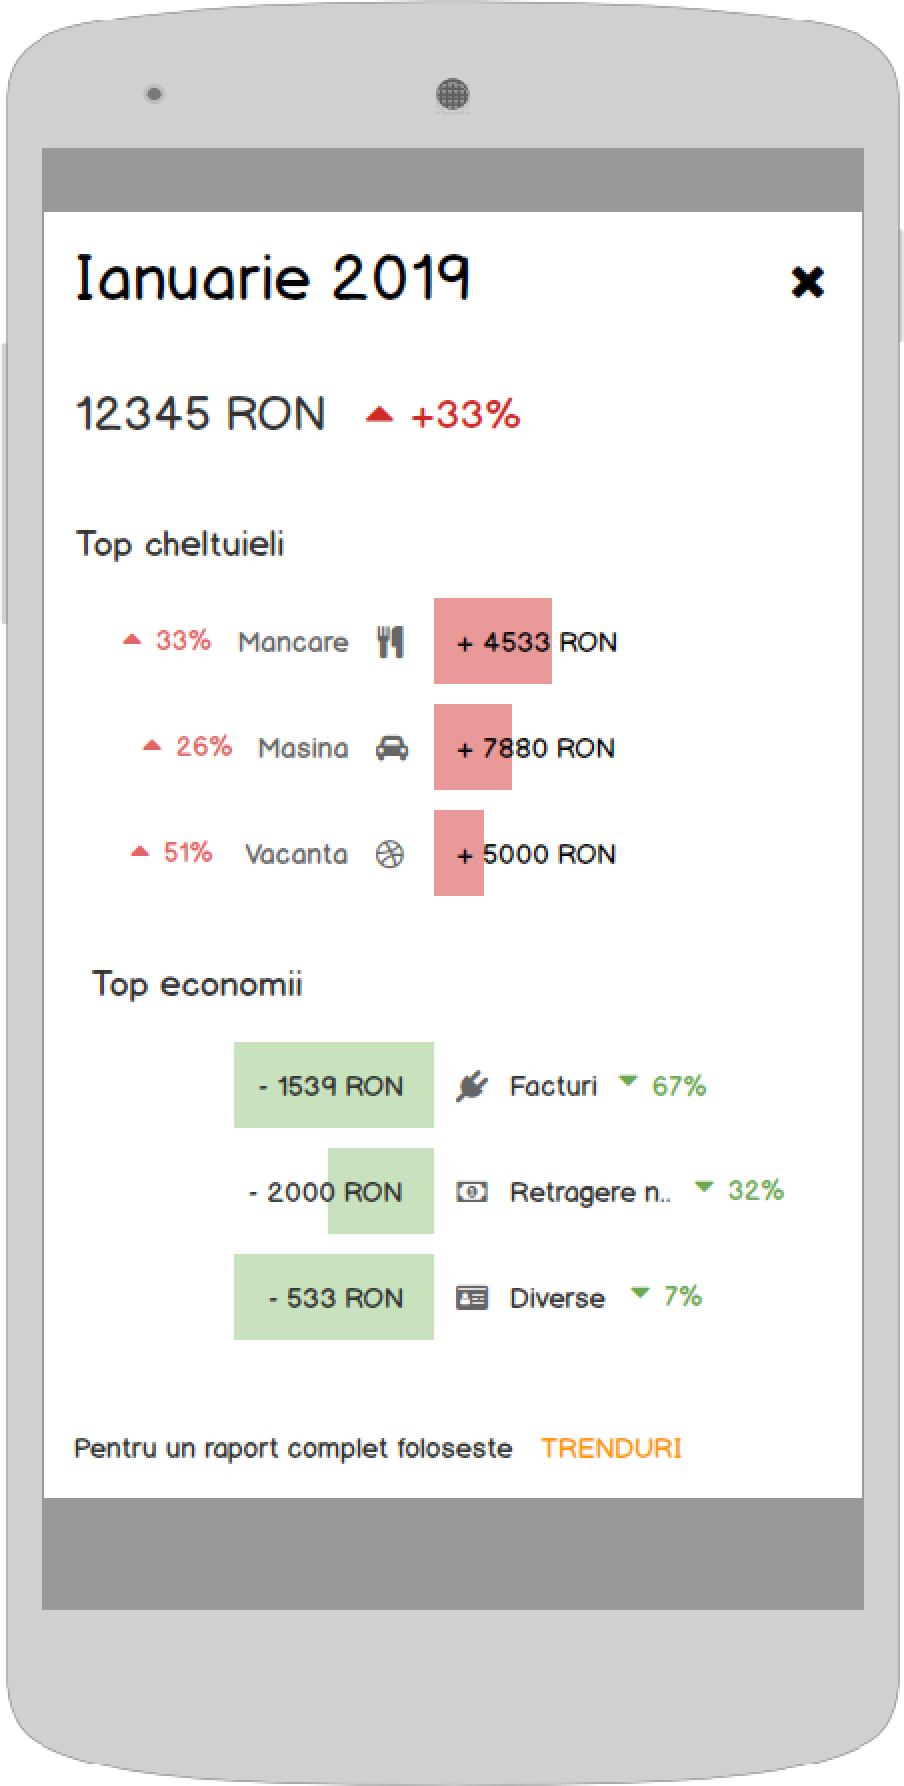 Ianuarie 2019
12345 RON +33%
Top cheltuieli
33% Mancare + 4533 RON
26% Masina + 7880 RON
51% Vacanta + 5000 RON
Top economii
- 1539 RON Facturi 67%
- 2000 RON Retragere n.. 32%
- 533 RON Diverse 7%
Pentru un raport complet foloseste TRENDURI